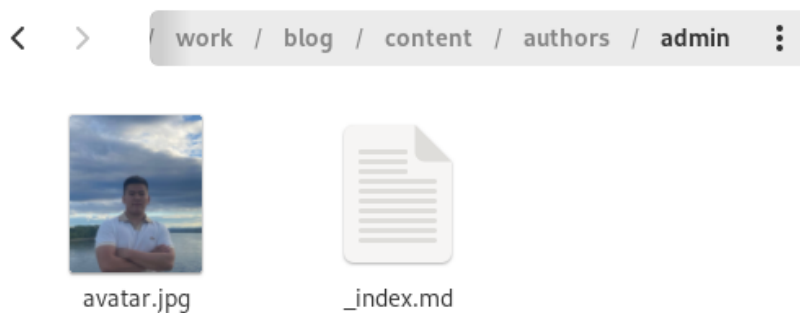 / work / blog / content / authors / admin
avatar.jpg
_index.md